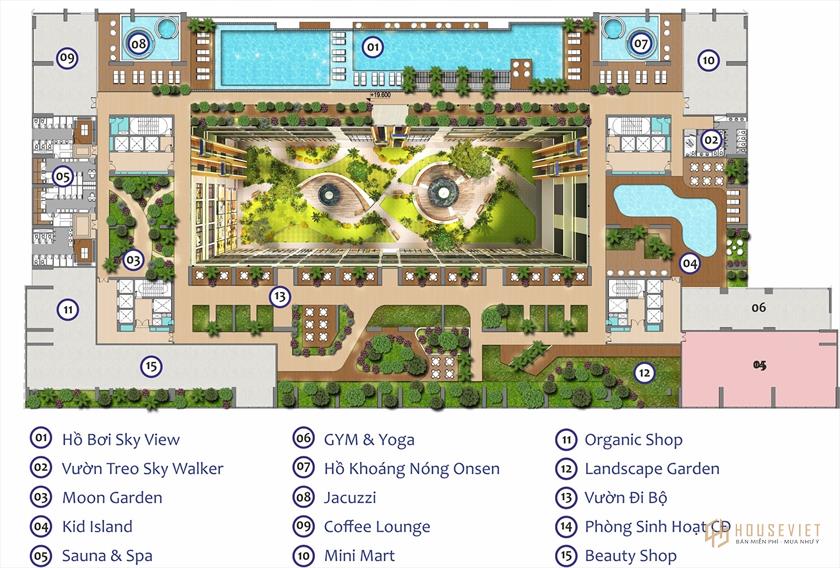 08
01
07
09
10
+19.600
02
05
03
04
13
11
06
15
12
01 Hồ Bơi Sky View
02 Vườn Treo Sky Walker
03 Moon Garden
04 Kid Island
05 Sauna & Spa
06 GYM & Yoga
07 Hồ Khoáng Nóng Onsen
08 Jacuzzi
09 Coffee Lounge
10 Mini Mart
11 Organic Shop
12 Landscape Garden
13 Vườn Đi Bộ
14 Phòng Sinh Hoạt CĐ
15 Beauty Shop
HOUSEVIET
BÁN MIỄN PHÍ - MUA NHƯ Ý